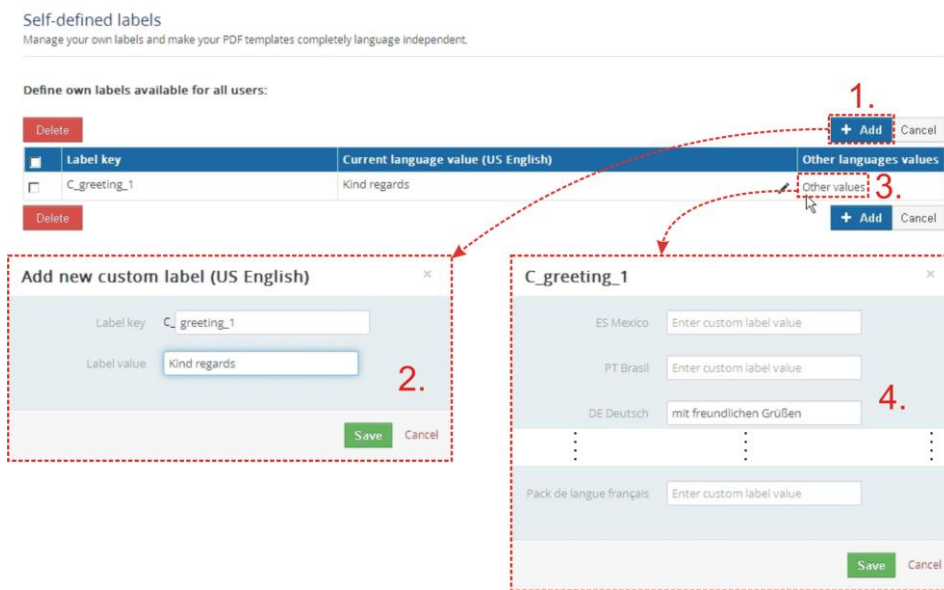 Self-defined labels
Manage your own labels and make your PDF templates completely language independent.
Define own labels available for all users:
1.
Delete
+ Add Cancel
Label key Current language value (US English) Other languages values
C_greeting_1 Kind regards Other values 3.
Delete
+ Add Cancel
Add new custom label (US English) ×
Label key C_ greeting_1
Label value Kind regards
2.
Save Cancel
C_greeting_1 ×
ES Mexico Enter custom label value
PT Brasil Enter custom label value
DE Deutsch mit freundlichen Grüßen
4.
Pack de langue français Enter custom label value
Save Cancel